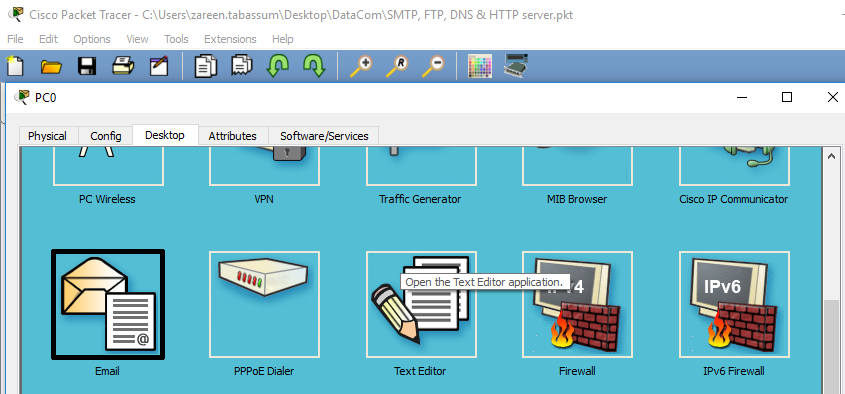 Cisco Packet Tracer - C:\Users\zareen.tabassum\Desktop\DataCom\SMTP, FTP, DNS & HTTP server.pkt
File Edit Options View Tools Extensions Help
R
PC0
Physical Config Desktop Attributes Software/Services
PC Wireless VPN Traffic Generator MIB Browser Cisco IP Communicator
Open the Text Editor application.
IPv4 IPv6
@
Email PPPoE Dialer Text Editor Firewall IPv6 Firewall